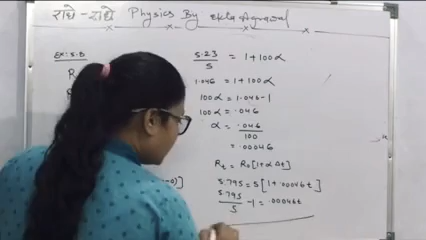 राधे - राधे Physics By Ekta Agrawal
Ex: 5.8
R
5.23/5 = 1+100α
1.046 = 1+100α
100α = 1.046-1
100α = .046
α = .046/100
= .00046
Rt = R0[1+αΔt]
5.795 = 5[1+.00046t]
5.795/5 -1 = .00046t